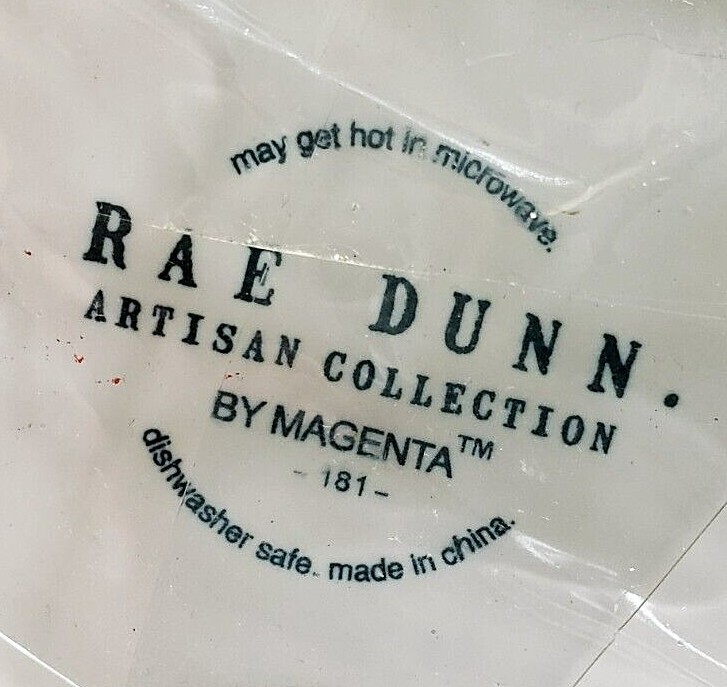 may get hot in microwave.
RAE DUNN.
ARTISAN COLLECTION
BY MAGENTA™
- 181 -
dishwasher safe. made in china.